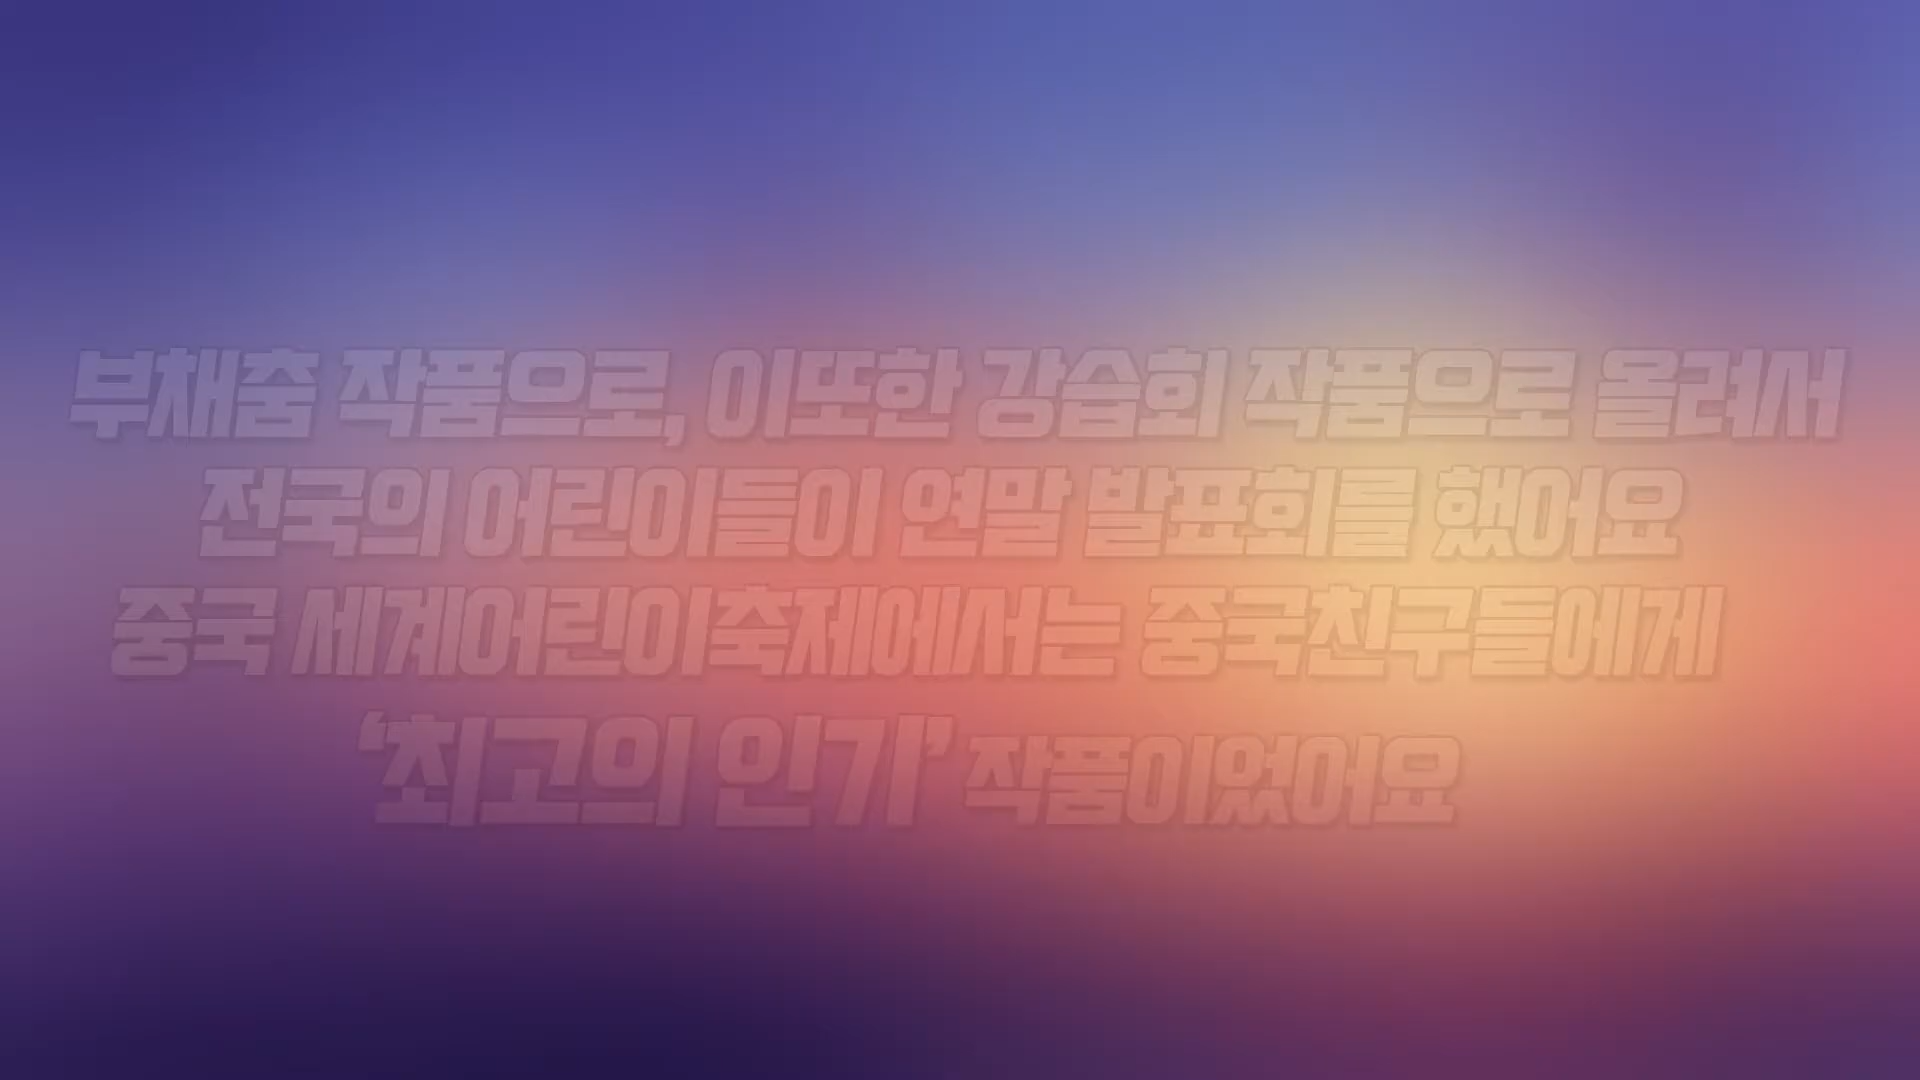 부채춤 작품으로, 이또한 강습회 작품으로 올려서
전국의 어린이들이 연말 발표회를 했어요
중국 세계어린이축제에서는 중국친구들에게
‘최고의 인기’ 작품이었어요